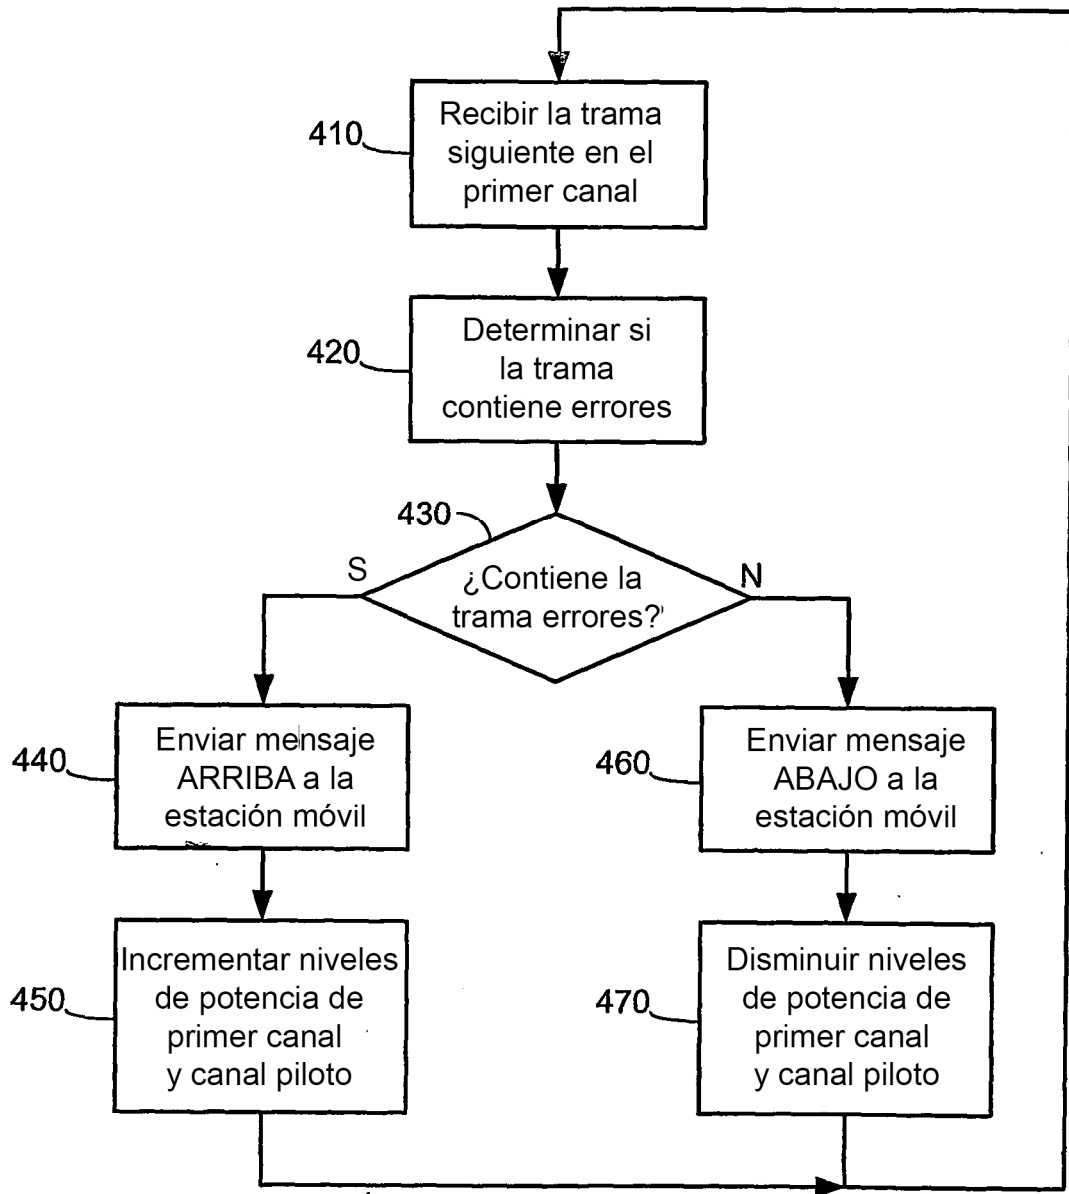 410
Recibir la trama
siguiente en el
primer canal
420
Determinar si
la trama
contiene errores
430
S
¿Contiene la
trama errores?
N
440
Enviar mensaje
ARRIBA a la
estación móvil
460
Enviar mensaje
ABAJO a la
estación móvil
450
Incrementar niveles
de potencia de
primer canal
y canal piloto
470
Disminuir niveles
de potencia de
primer canal
y canal piloto